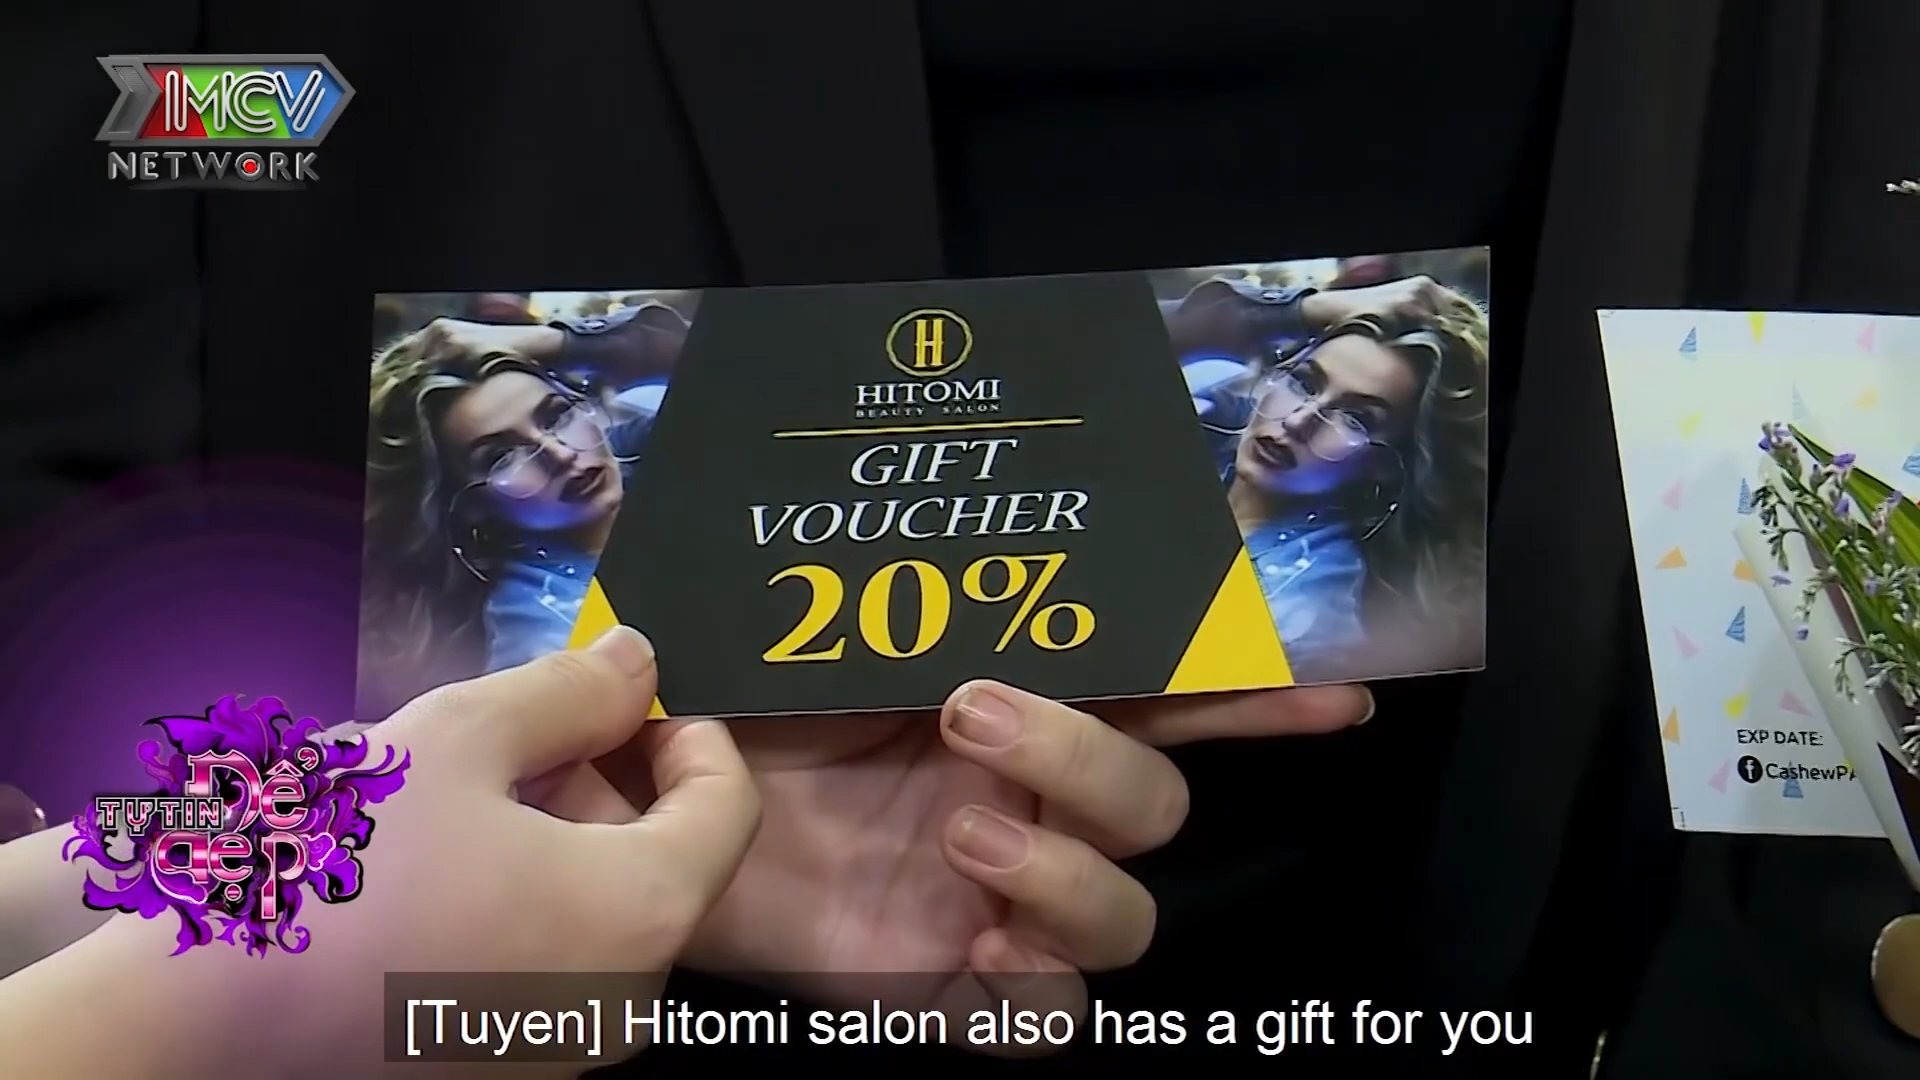 MCV
NETWORK
H
HITOMI
BEAUTY SALON
GIFT
VOUCHER
20%
EXP DATE:
CashewPA
TỰ TIN
Để
Đẹp
[Tuyen] Hitomi salon also has a gift for you